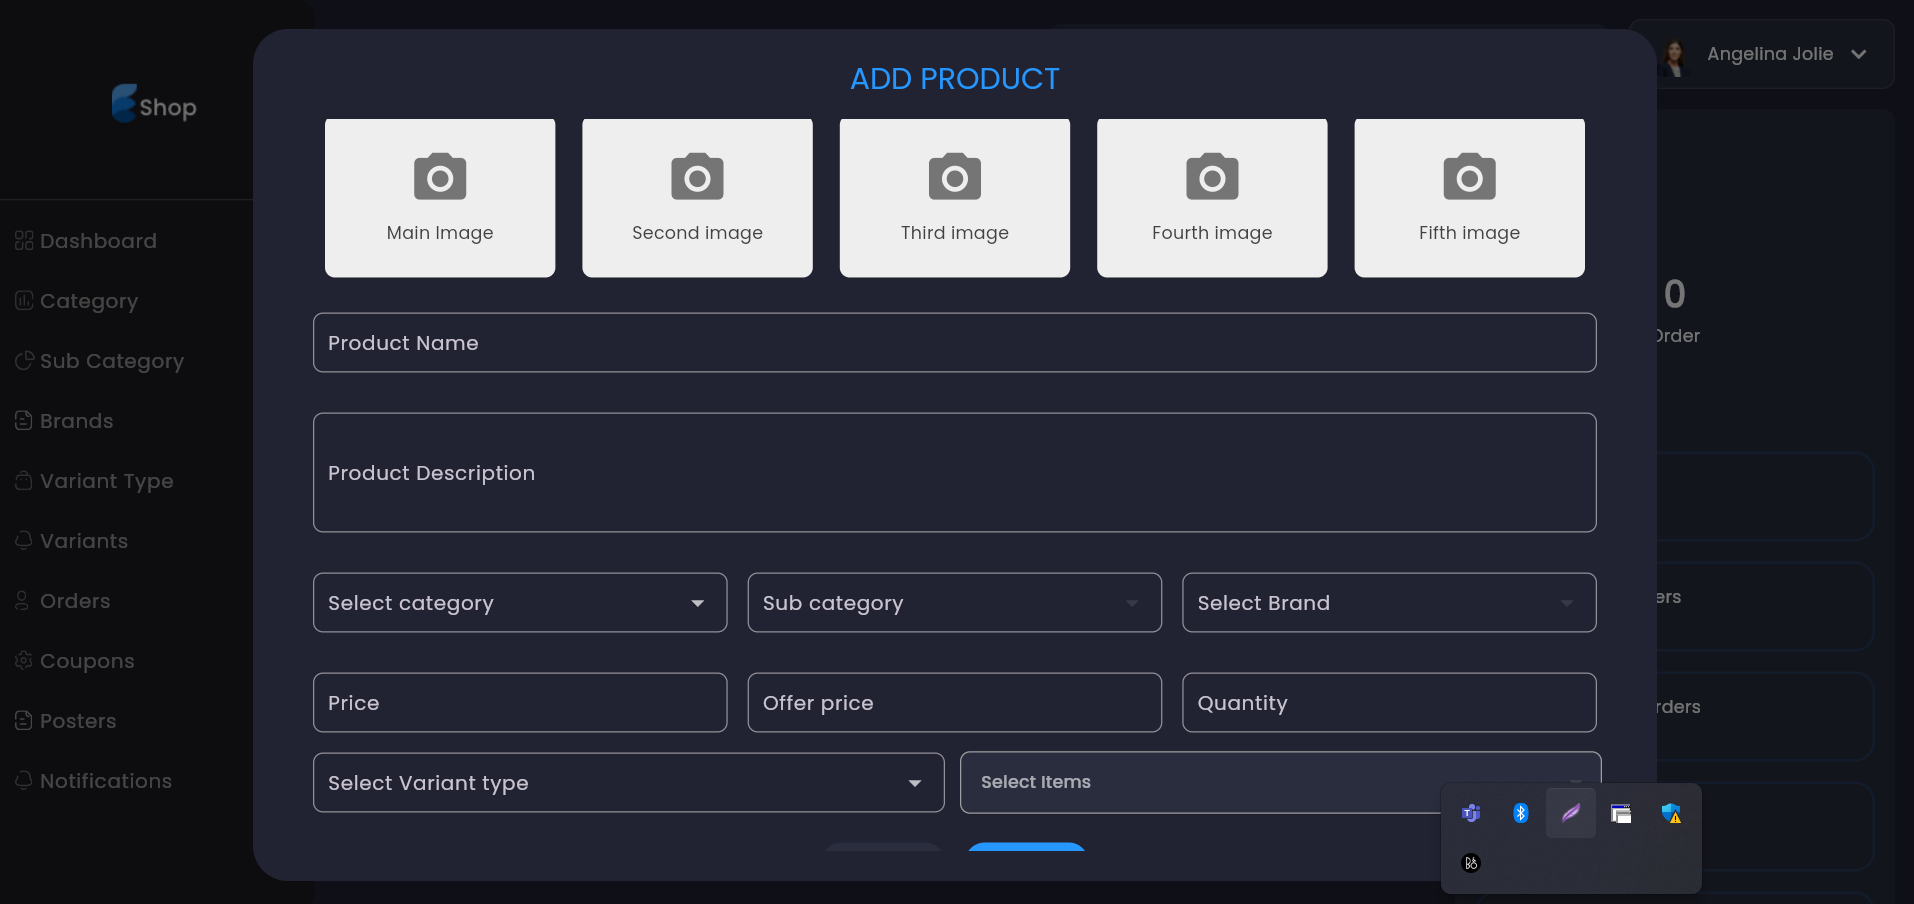 ADD PRODUCT
Angelina Jolie
Shop
Main Image
Second image
Third image
Fourth image
Fifth image
Dashboard
Category
Sub Category
Brands
Variant Type
Variants
Orders
Coupons
Posters
Notifications
Product Name
Product Description
Select category
Sub category
Select Brand
Price
Offer price
Quantity
Select Variant type
Select Items
0
Order
ers
rders